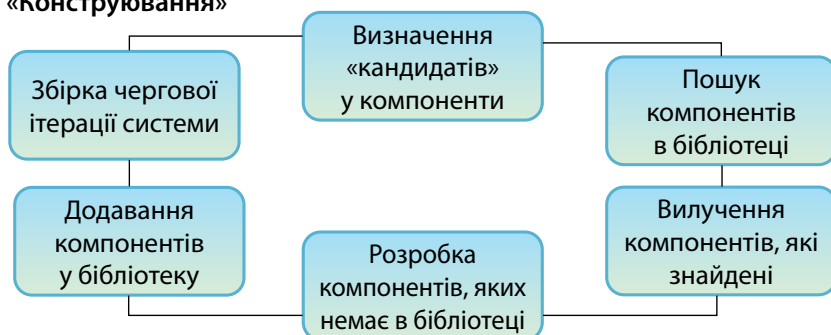 «Конструювання»
Визначення
«кандидатів»
у компоненти
Пошук
компонентів
в бібліотеці
Вилучення
компонентів, які
знайдені
Розробка
компонентів, яких
немає в бібліотеці
Додавання
компонентів
у бібліотеку
Збірка чергової
ітерації системи